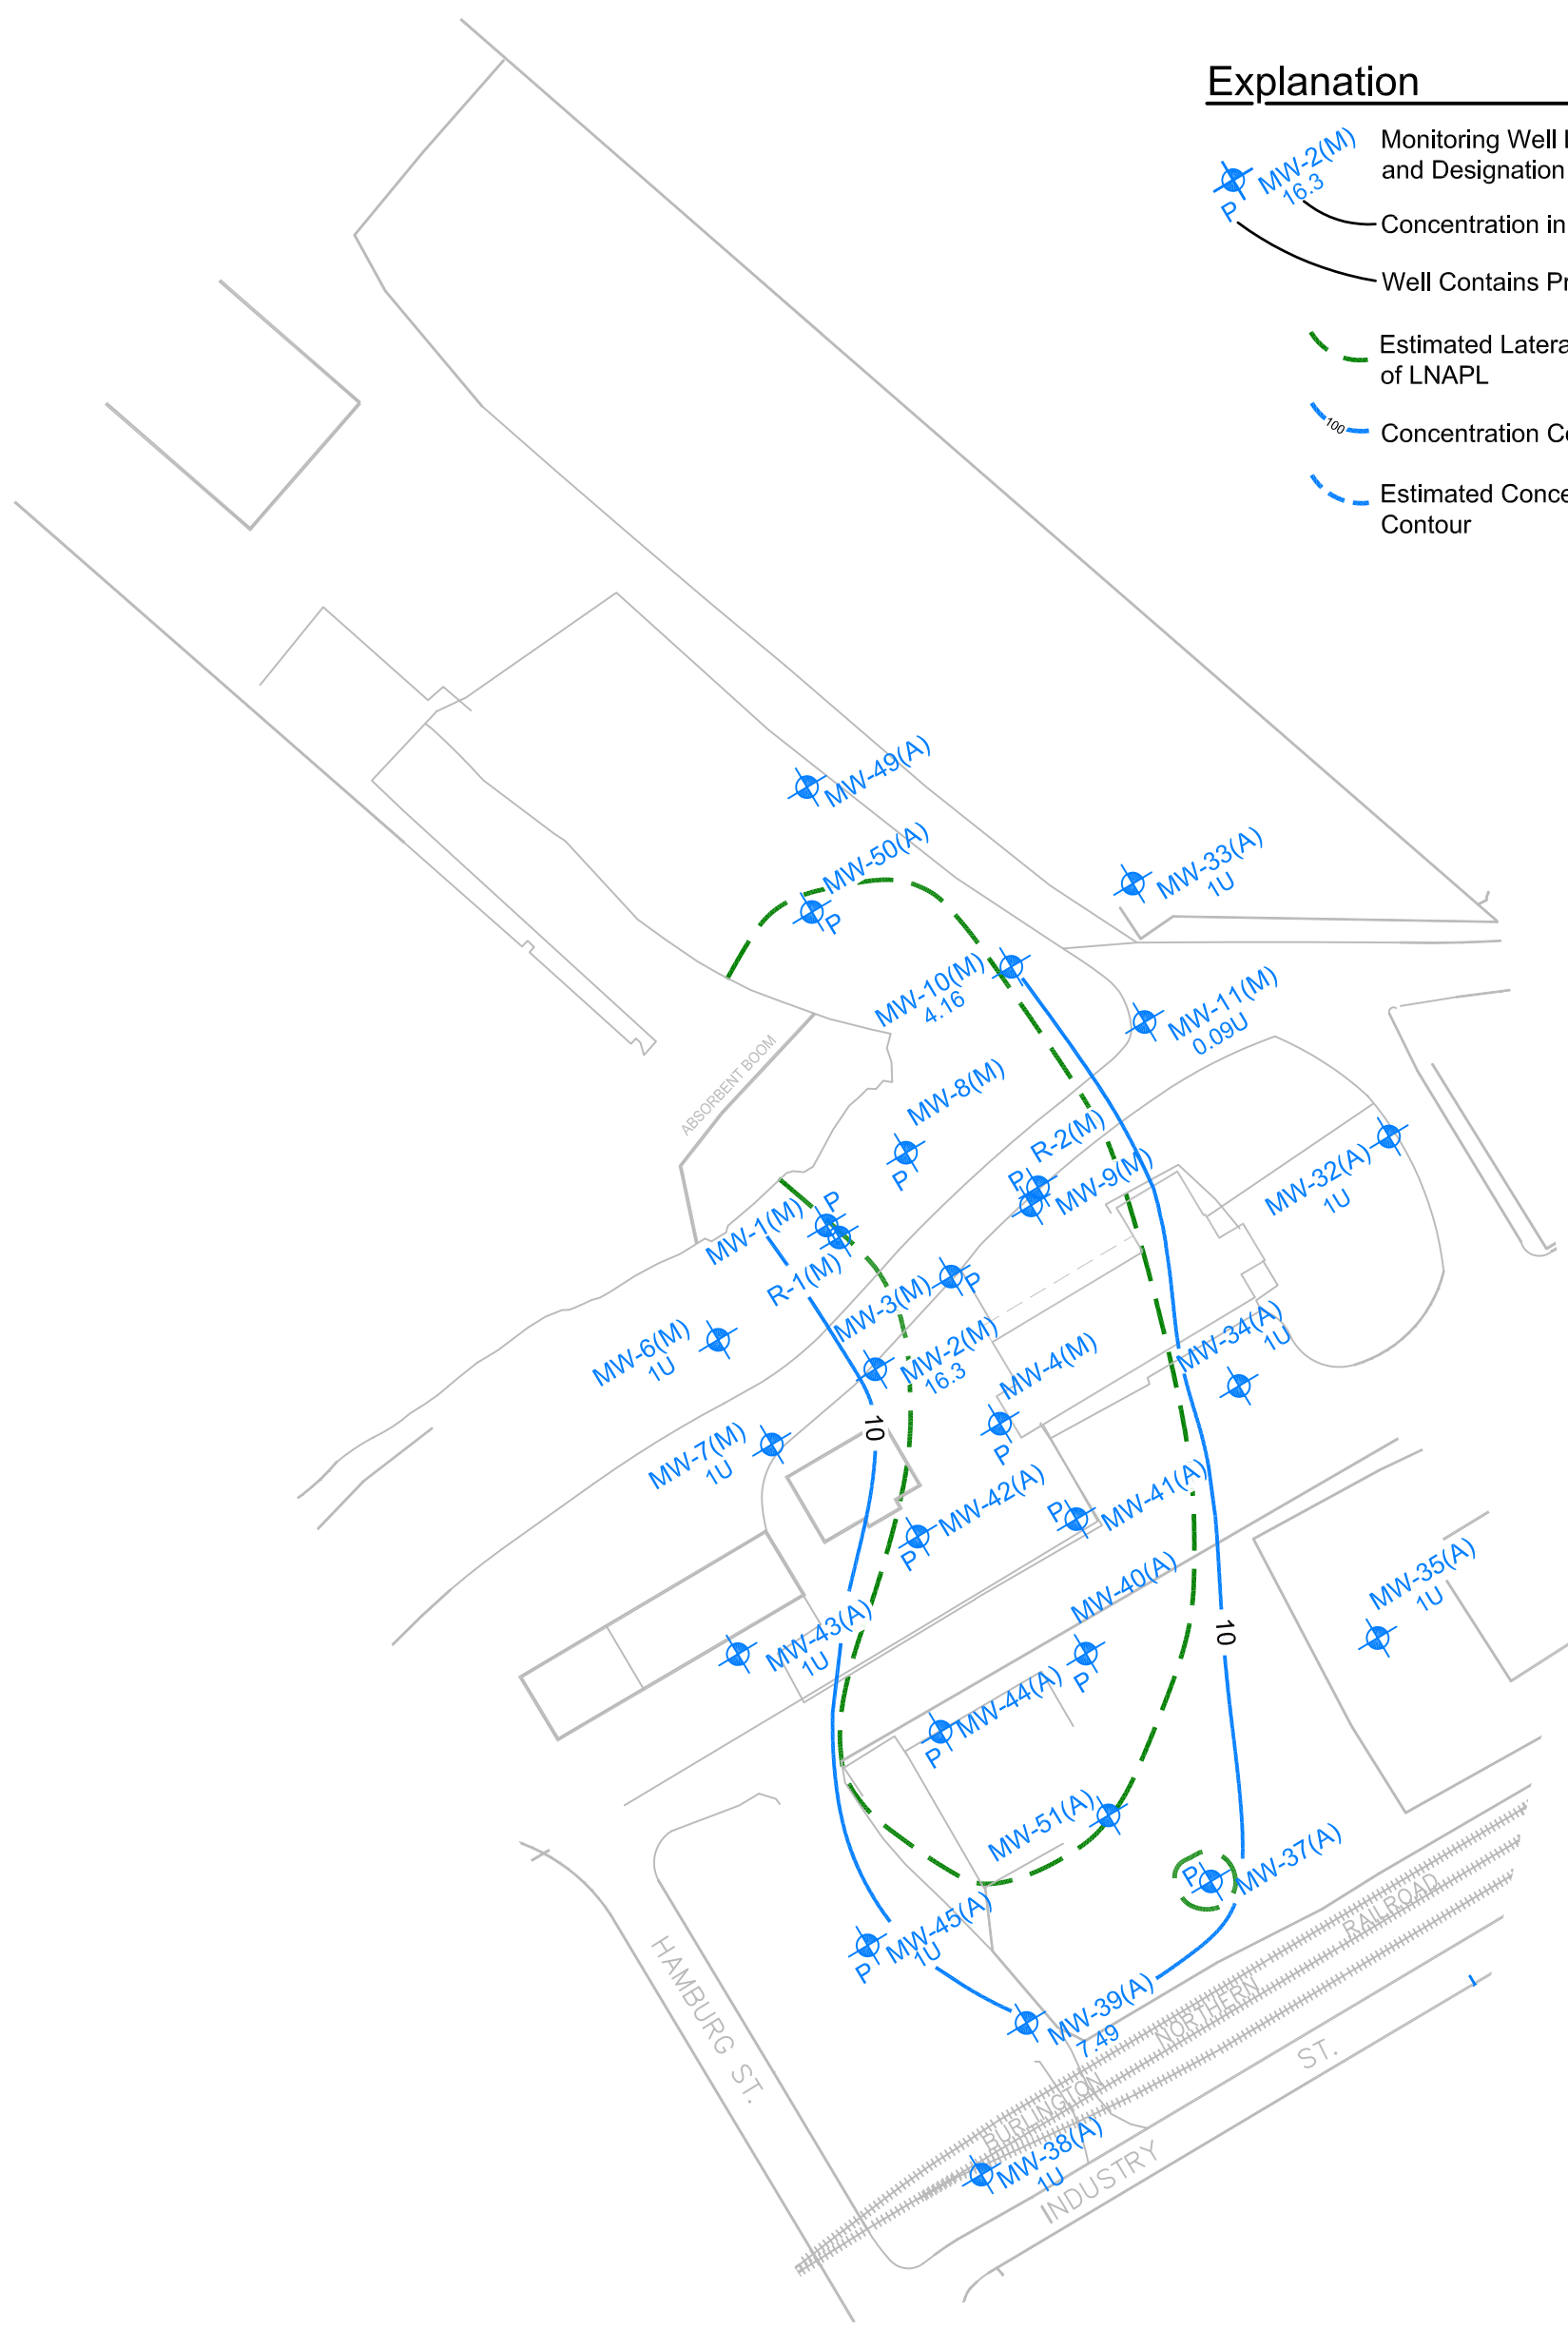 Explanation
MW-2(M)
16.3
P
Monitoring Well
and Designation
Concentration in
Well Contains
Estimated
of LNAPL
100
Concentration
Estimated
Contour
MW-49(A)
MW-50(A)
P
MW-33(A)
1U
MW-10(M)
4.16
MW-11(M)
0.09U
ABSORBENT BOOM
MW-8(M)
P
R-2(M)
P
MW-9(M)
MW-32(A)
1U
MW-1(M)
P
R-1(M)
MW-3(M)
P
MW-6(M)
1U
MW-2(M)
16.3
MW-34(A)
1U
MW-4(M)
P
10
MW-7(M)
1U
MW-42(A)
P
MW-41(A)
P
MW-40(A)
P
MW-35(A)
1U
10
MW-43(A)
1U
MW-44(A)
P
MW-51(A)
MW-37(A)
P
MW-45(A)
1U
P
MW-39(A)
7.49
HAMBURG ST.
BURLINGTON NORTHERN RAILROAD
MW-38(A)
1U
INDUSTRY ST.